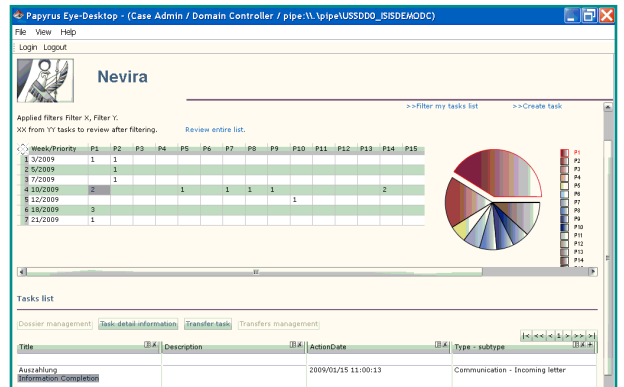 Papyrus Eye-Desktop - (Case Admin / Domain Controller / pipe:\\.\pipe\USSDD0_ISISDEMODC)
File View Help
Login Logout
Nevira
>>Filter my tasks list >>Create task
Applied filters Filter X, Filter Y.
XX from YY tasks to review after filtering. Review entire list.
Week/Priority P1 P2 P3 P4 P5 P6 P7 P8 P9 P10 P11 P12 P13 P14 P15
1 3/2009 1 1
2 5/2009 1
3 7/2009 1
4 10/2009 2 1 1 1 1 2
5 12/2009 1
6 18/2009 3
7 21/2009 1
P1
P2
P3
P4
P5
P6
P7
P8
P9
P10
P11
P12
P13
P14
Tasks list
Dossier management Task detail information Transfer task Transfers management
|< << < 1 > >> >|
Title Description ActionDate Type - subtype
Auszahlung 2009/01/15 11:00:13 Communication - Incoming letter
Information Completion